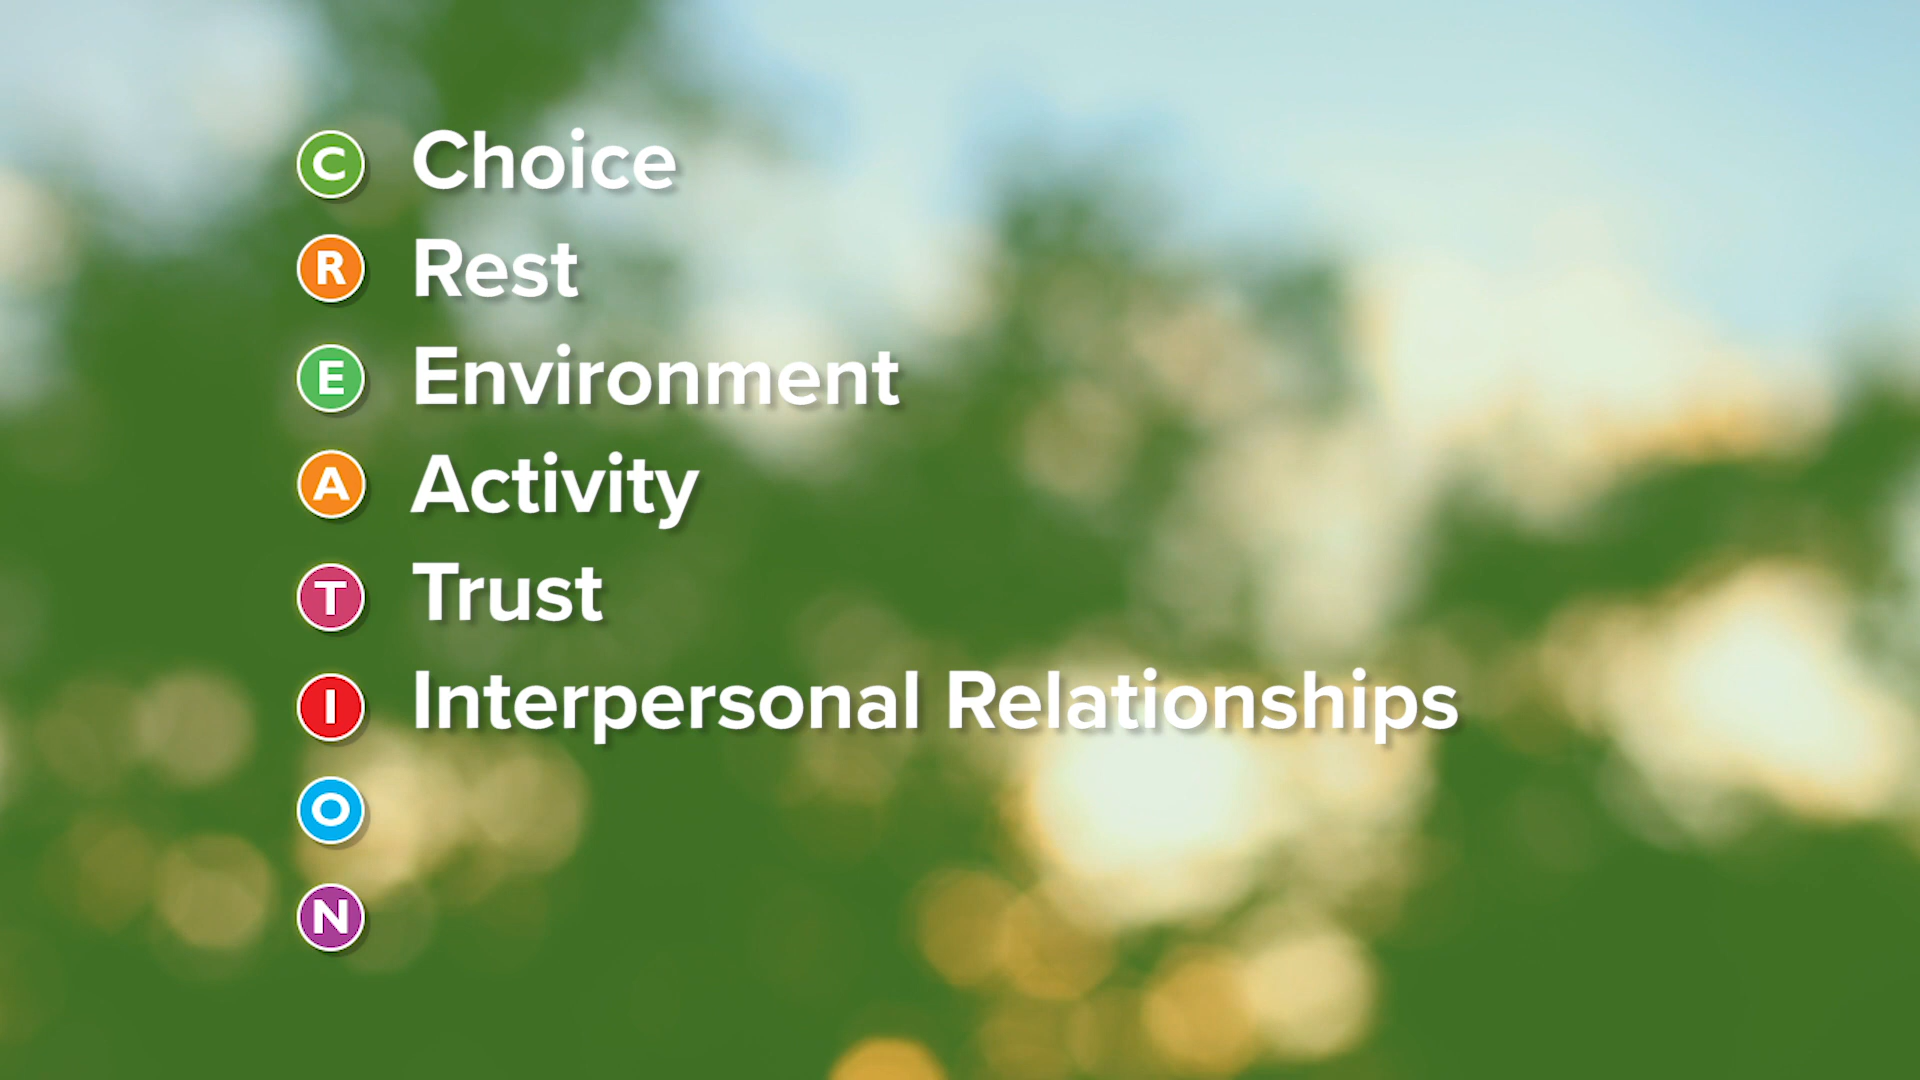 C Choice
R Rest
E Environment
A Activity
T Trust
I Interpersonal Relationships
O
N